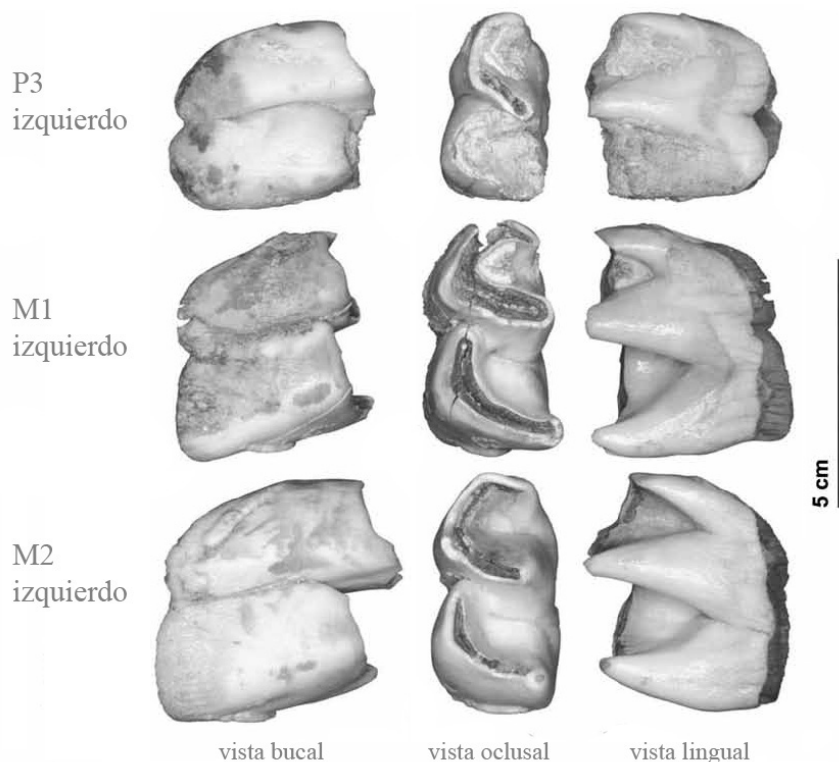 P3
izquierdo
M1
izquierdo
5 cm
M2
izquierdo
vista bucal
vista oclusal
vista lingual